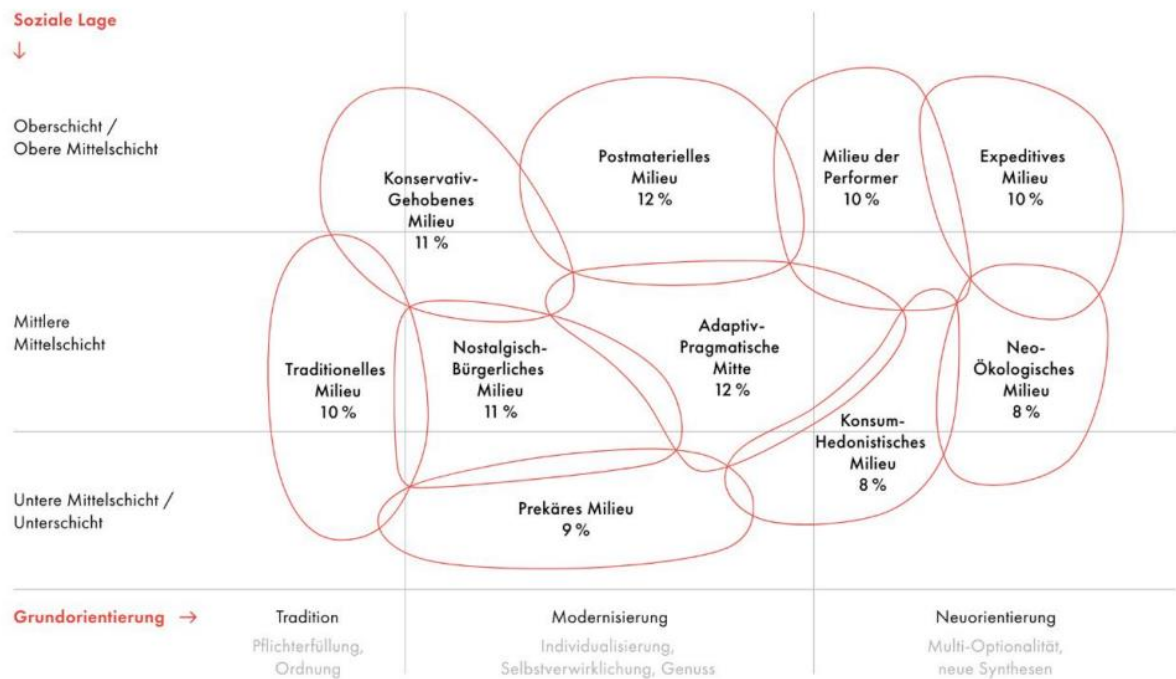 Soziale Lage
↓
Oberschicht /
Obere Mittelschicht
Konservativ-
Gehobenes
Milieu
11 %
Postmaterielles
Milieu
12 %
Milieu der
Performer
10 %
Expeditives
Milieu
10 %
Mittlere
Mittelschicht
Traditionelles
Milieu
10 %
Nostalgisch-
Bürgerliches
Milieu
11 %
Adaptiv-
Pragmatische
Mitte
12 %
Neo-
Ökologisches
Milieu
8 %
Konsum-
Hedonistisches
Milieu
8 %
Untere Mittelschicht /
Unterschicht
Prekäres Milieu
9 %
Grundorientierung →
Tradition
Pflichterfüllung,
Ordnung
Modernisierung
Individualisierung,
Selbstverwirklichung, Genuss
Neuorientierung
Multi-Optionalität,
neue Synthesen